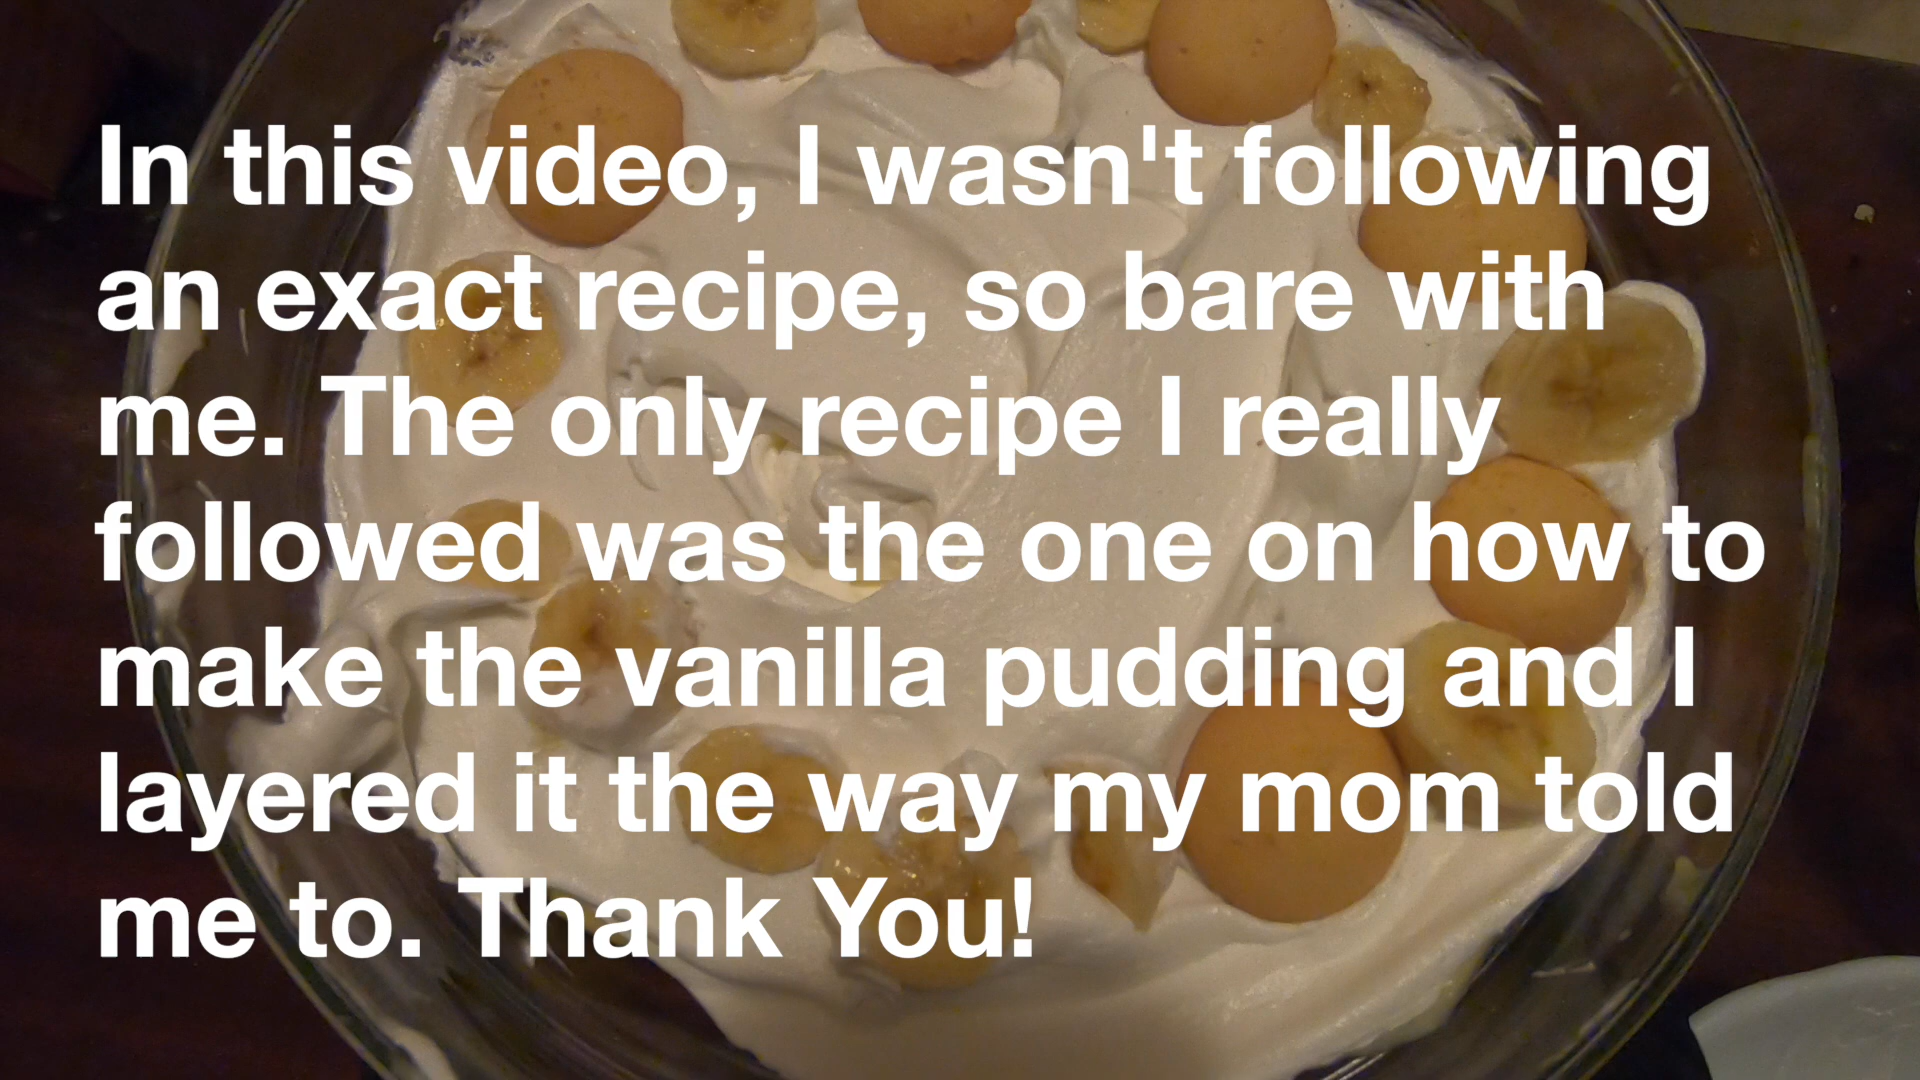 In this video, I wasn't following
an exact recipe, so bare with
me. The only recipe I really
followed was the one on how to
make the vanilla pudding and I
layered it the way my mom told
me to. Thank You!